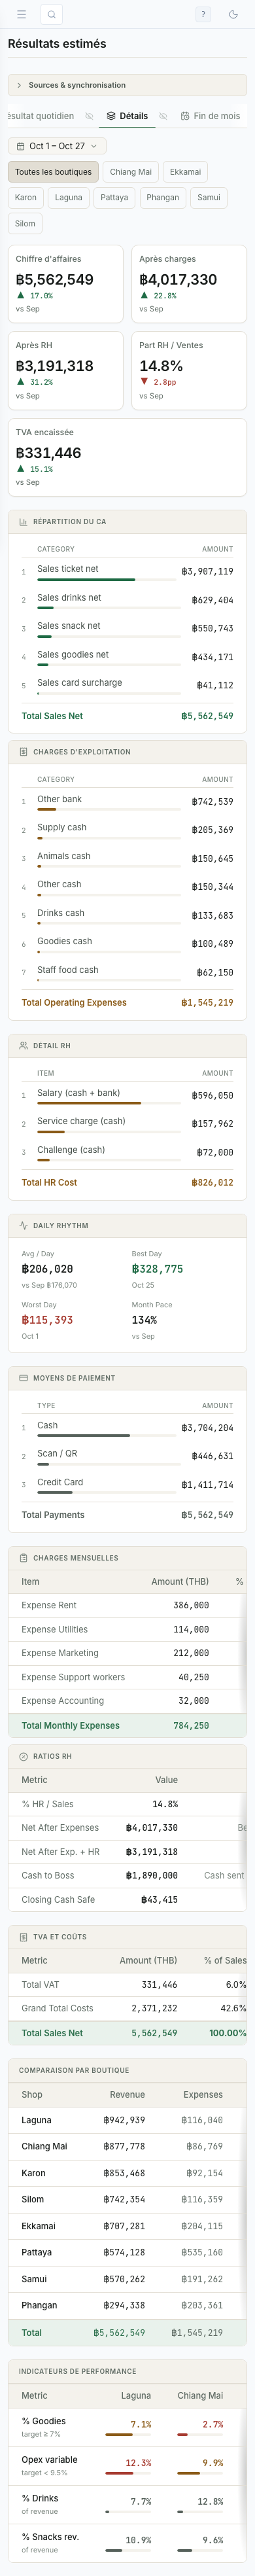 ?
Résultats estimés
Sources & synchronisation
ésultat quotidien Détails Fin de mois
Oct 1 – Oct 27
Toutes les boutiques Chiang Mai Ekkamai
Karon Laguna Pattaya Phangan Samui
Silom
Chiffre d'affaires Après charges
฿5,562,549 ฿4,017,330
▲ 17.0% ▲ 22.8%
vs Sep vs Sep
Après RH Part RH / Ventes
฿3,191,318 14.8%
▲ 31.2% ▼ 2.8pp
vs Sep vs Sep
TVA encaissée
฿331,446
▲ 15.1%
vs Sep
RÉPARTITION DU CA
CATEGORY AMOUNT
1 Sales ticket net ฿3,907,119
2 Sales drinks net ฿629,404
3 Sales snack net ฿550,743
4 Sales goodies net ฿434,171
5 Sales card surcharge ฿41,112
Total Sales Net ฿5,562,549
CHARGES D'EXPLOITATION
CATEGORY AMOUNT
1 Other bank ฿742,539
2 Supply cash ฿205,369
3 Animals cash ฿150,645
4 Other cash ฿150,344
5 Drinks cash ฿133,683
6 Goodies cash ฿100,489
7 Staff food cash ฿62,150
Total Operating Expenses ฿1,545,219
DÉTAIL RH
ITEM AMOUNT
1 Salary (cash + bank) ฿596,050
2 Service charge (cash) ฿157,962
3 Challenge (cash) ฿72,000
Total HR Cost ฿826,012
DAILY RHYTHM
Avg / Day Best Day
฿206,020 ฿328,775
vs Sep ฿176,070 Oct 25
Worst Day Month Pace
฿115,393 134%
Oct 1 vs Sep
MOYENS DE PAIEMENT
TYPE AMOUNT
1 Cash ฿3,704,204
2 Scan / QR ฿446,631
3 Credit Card ฿1,411,714
Total Payments ฿5,562,549
CHARGES MENSUELLES
Item Amount (THB) %
Expense Rent 386,000
Expense Utilities 114,000
Expense Marketing 212,000
Expense Support workers 40,250
Expense Accounting 32,000
Total Monthly Expenses 784,250
RATIOS RH
Metric Value
% HR / Sales 14.8%
Net After Expenses ฿4,017,330 Be
Net After Exp. + HR ฿3,191,318
Cash to Boss ฿1,890,000 Cash sent
Closing Cash Safe ฿43,415
TVA ET COÛTS
Metric Amount (THB) % of Sales
Total VAT 331,446 6.0%
Grand Total Costs 2,371,232 42.6%
Total Sales Net 5,562,549 100.00%
COMPARAISON PAR BOUTIQUE
Shop Revenue Expenses
Laguna ฿942,939 ฿116,040
Chiang Mai ฿877,778 ฿86,769
Karon ฿853,468 ฿92,154
Silom ฿742,354 ฿116,359
Ekkamai ฿707,281 ฿204,115
Pattaya ฿574,128 ฿535,160
Samui ฿570,262 ฿191,262
Phangan ฿294,338 ฿203,361
Total ฿5,562,549 ฿1,545,219
INDICATEURS DE PERFORMANCE
Metric Laguna Chiang Mai
% Goodies 7.1% 2.7%
target ≥ 7%
Opex variable 12.3% 9.9%
target < 9.5%
% Drinks 7.7% 12.8%
of revenue
% Snacks rev. 10.9% 9.6%
of revenue